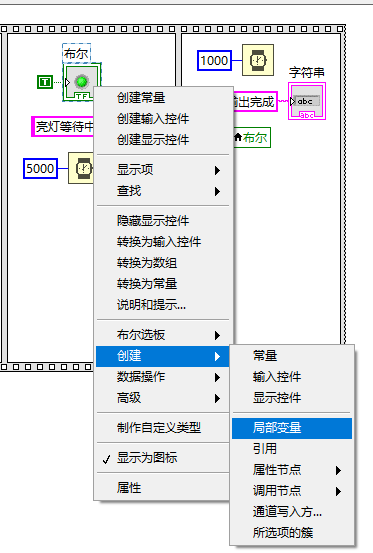 布尔
T
TF
亮灯等待中
5000
1000
字符串
输出完成
abc
abc
布尔
创建常量
创建输入控件
创建显示控件
显示项
查找
隐藏显示控件
转换为输入控件
转换为数组
转换为常量
说明和提示...
布尔选板
创建
数据操作
高级
制作自定义类型
显示为图标
属性
常量
输入控件
显示控件
局部变量
引用
属性节点
调用节点
通道写入方...
所选项的簇